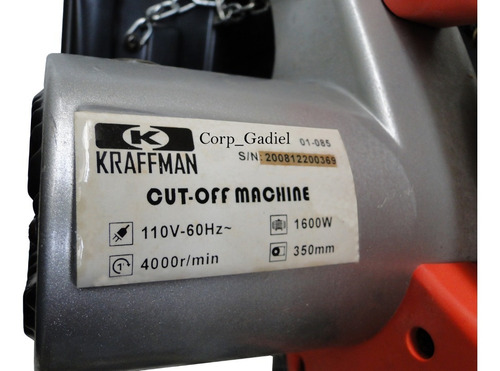 K
KRAFFMAN
Corp_Gadiel
01-085
S/N: 200812200369
CUT-OFF MACHINE
110V-60Hz~
1600W
4000r/min
350mm